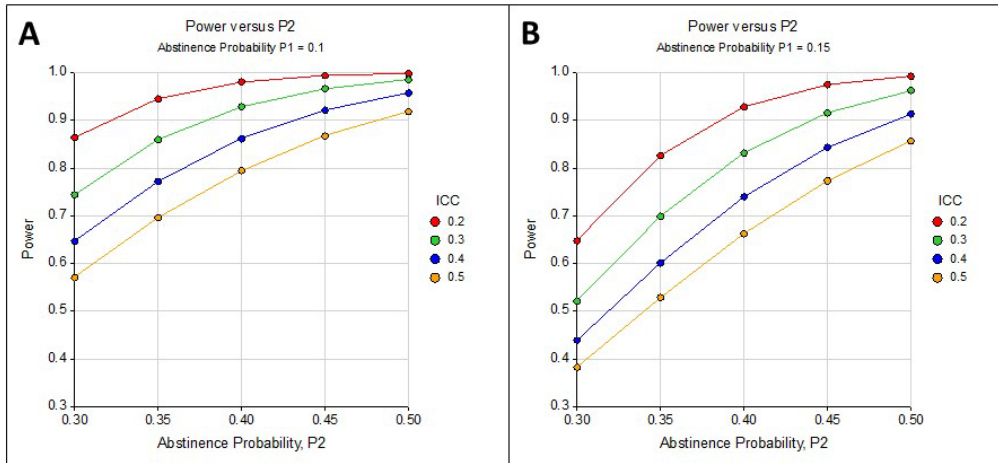 A
Power versus P2
Abstinence Probability P1 = 0.1
1.0
0.9
0.8
0.7
0.6
0.5
0.4
0.3
Power
0.30 0.35 0.40 0.45 0.50
Abstinence Probability, P2
ICC
0.2
0.3
0.4
0.5
B
Power versus P2
Abstinence Probability P1 = 0.15
1.0
0.9
0.8
0.7
0.6
0.5
0.4
0.3
Power
0.30 0.35 0.40 0.45 0.50
Abstinence Probability, P2
ICC
0.2
0.3
0.4
0.5